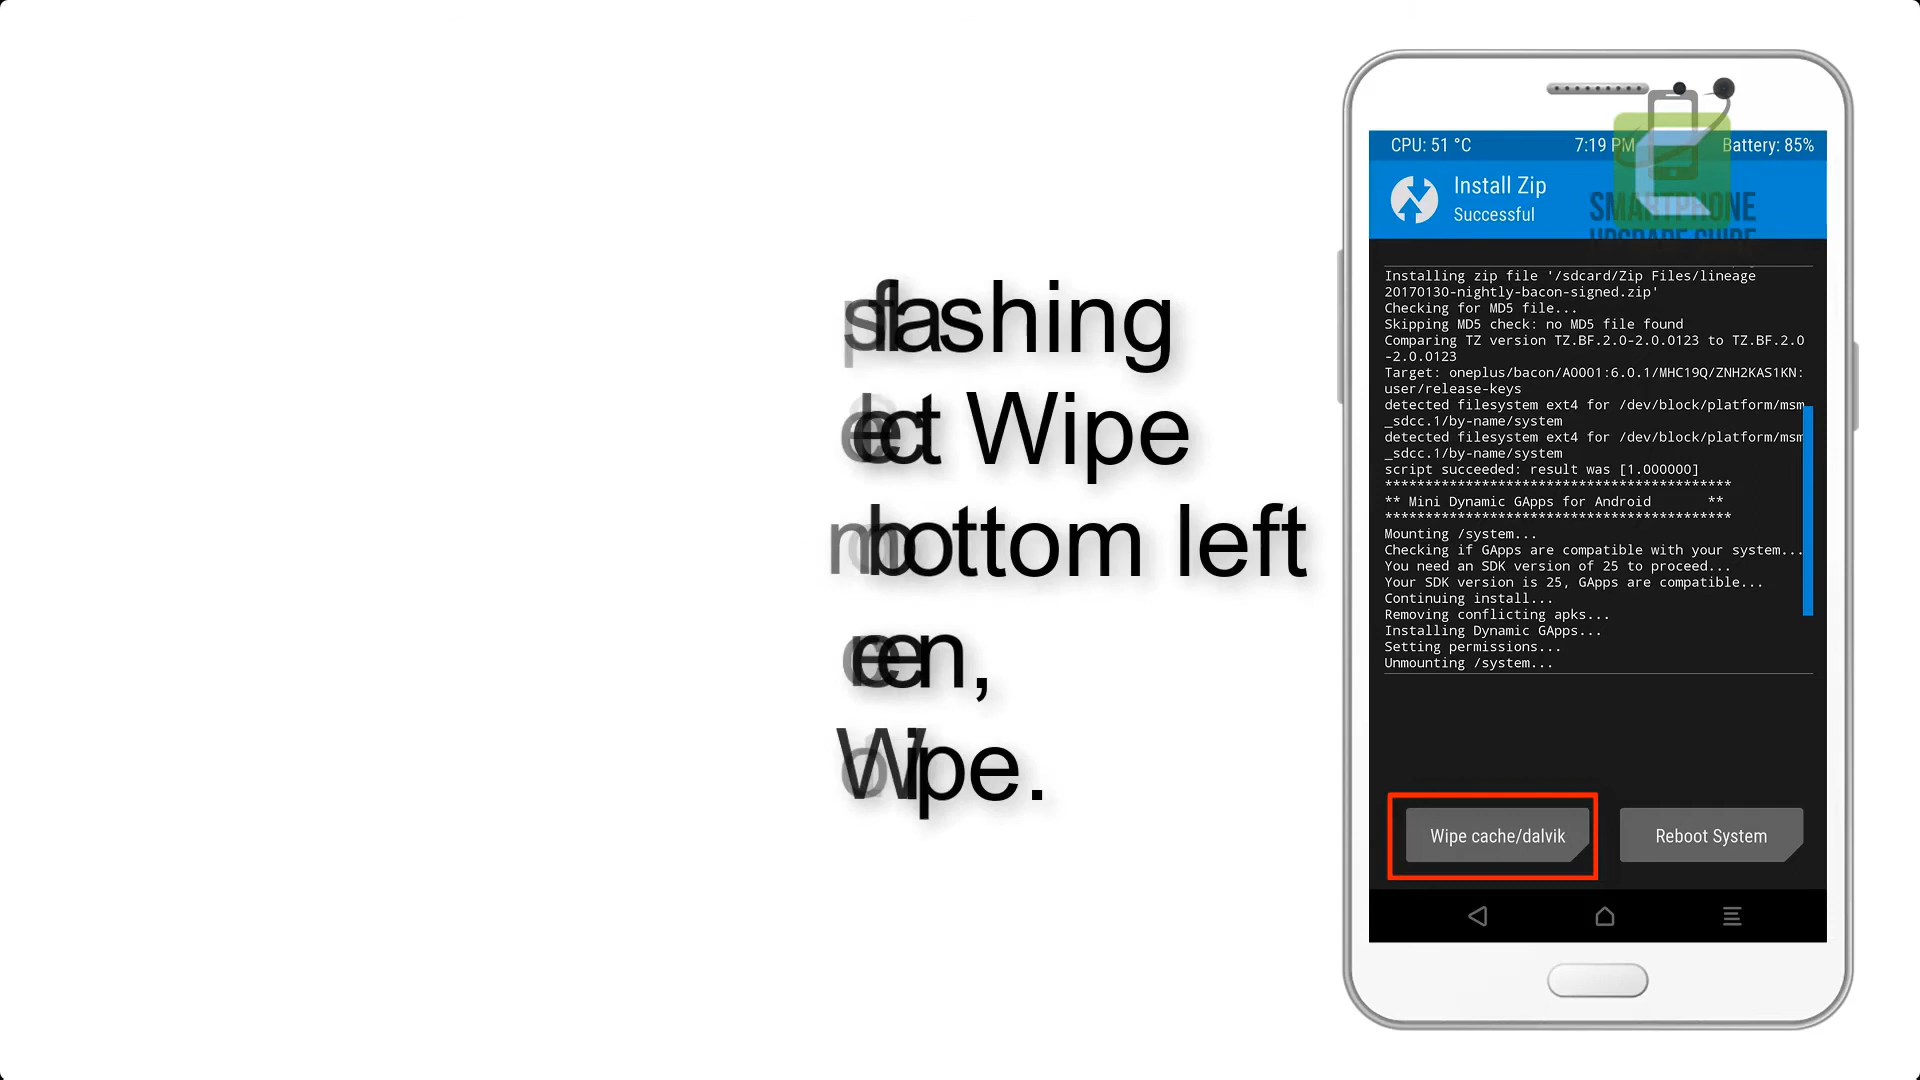 flashing
Wipe
bottom left
Wipe.
CPU: 51 °C
7:19 PM
Battery: 85%
Install Zip
Successful
SMARTPHONE
UPGRADE GUIDE
Installing zip file '/sdcard/Zip Files/lineage
20170130-nightly-bacon-signed.zip'
Checking for MD5 file...
Skipping MD5 check: no MD5 file found
Comparing TZ version TZ.BF.2.0-2.0.0123 to TZ.BF.2.0
-2.0.0123
Target: oneplus/bacon/A0001:6.0.1/MHC19Q/ZNH2KAS1KN:
user/release-keys
detected filesystem ext4 for /dev/block/platform/msm
_sdcc.1/by-name/system
detected filesystem ext4 for /dev/block/platform/msm
_sdcc.1/by-name/system
script succeeded: result was [1.000000]
******************************************
** Mini Dynamic GApps for Android       **
******************************************
Mounting /system...
Checking if GApps are compatible with your system...
You need an SDK version of 25 to proceed...
Your SDK version is 25, GApps are compatible...
Continuing install...
Removing conflicting apks...
Installing Dynamic GApps...
Setting permissions...
Unmounting /system...
Wipe cache/dalvik
Reboot System